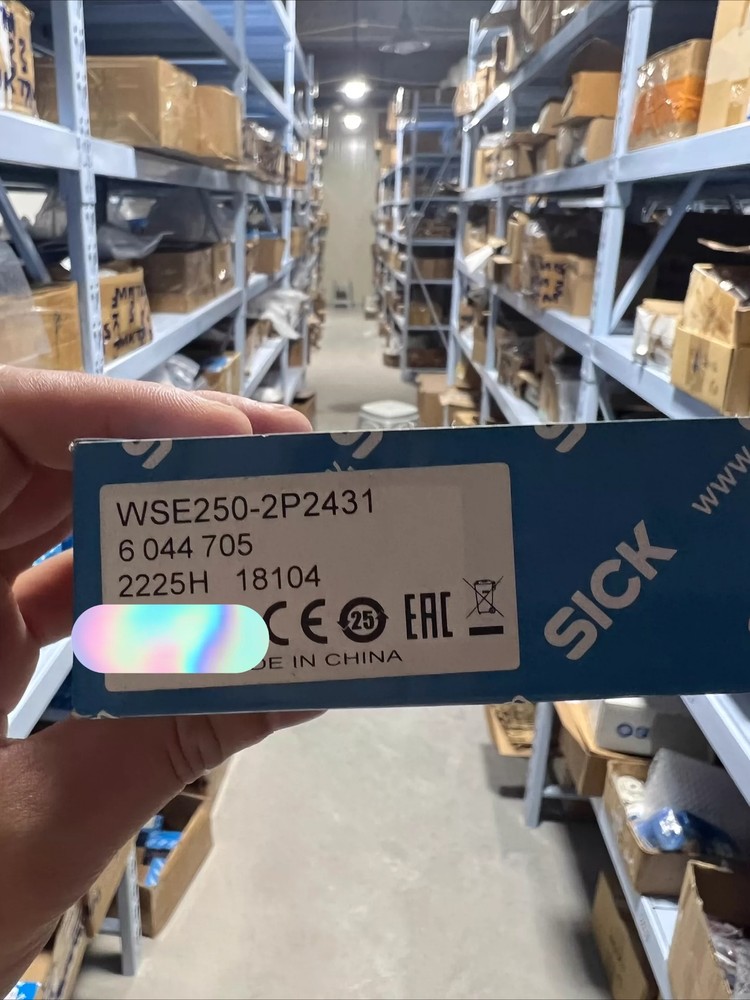 WSE250-2P2431
6 044 705
2225H 18104
CE 25 EAC
DE IN CHINA
SICK
www.